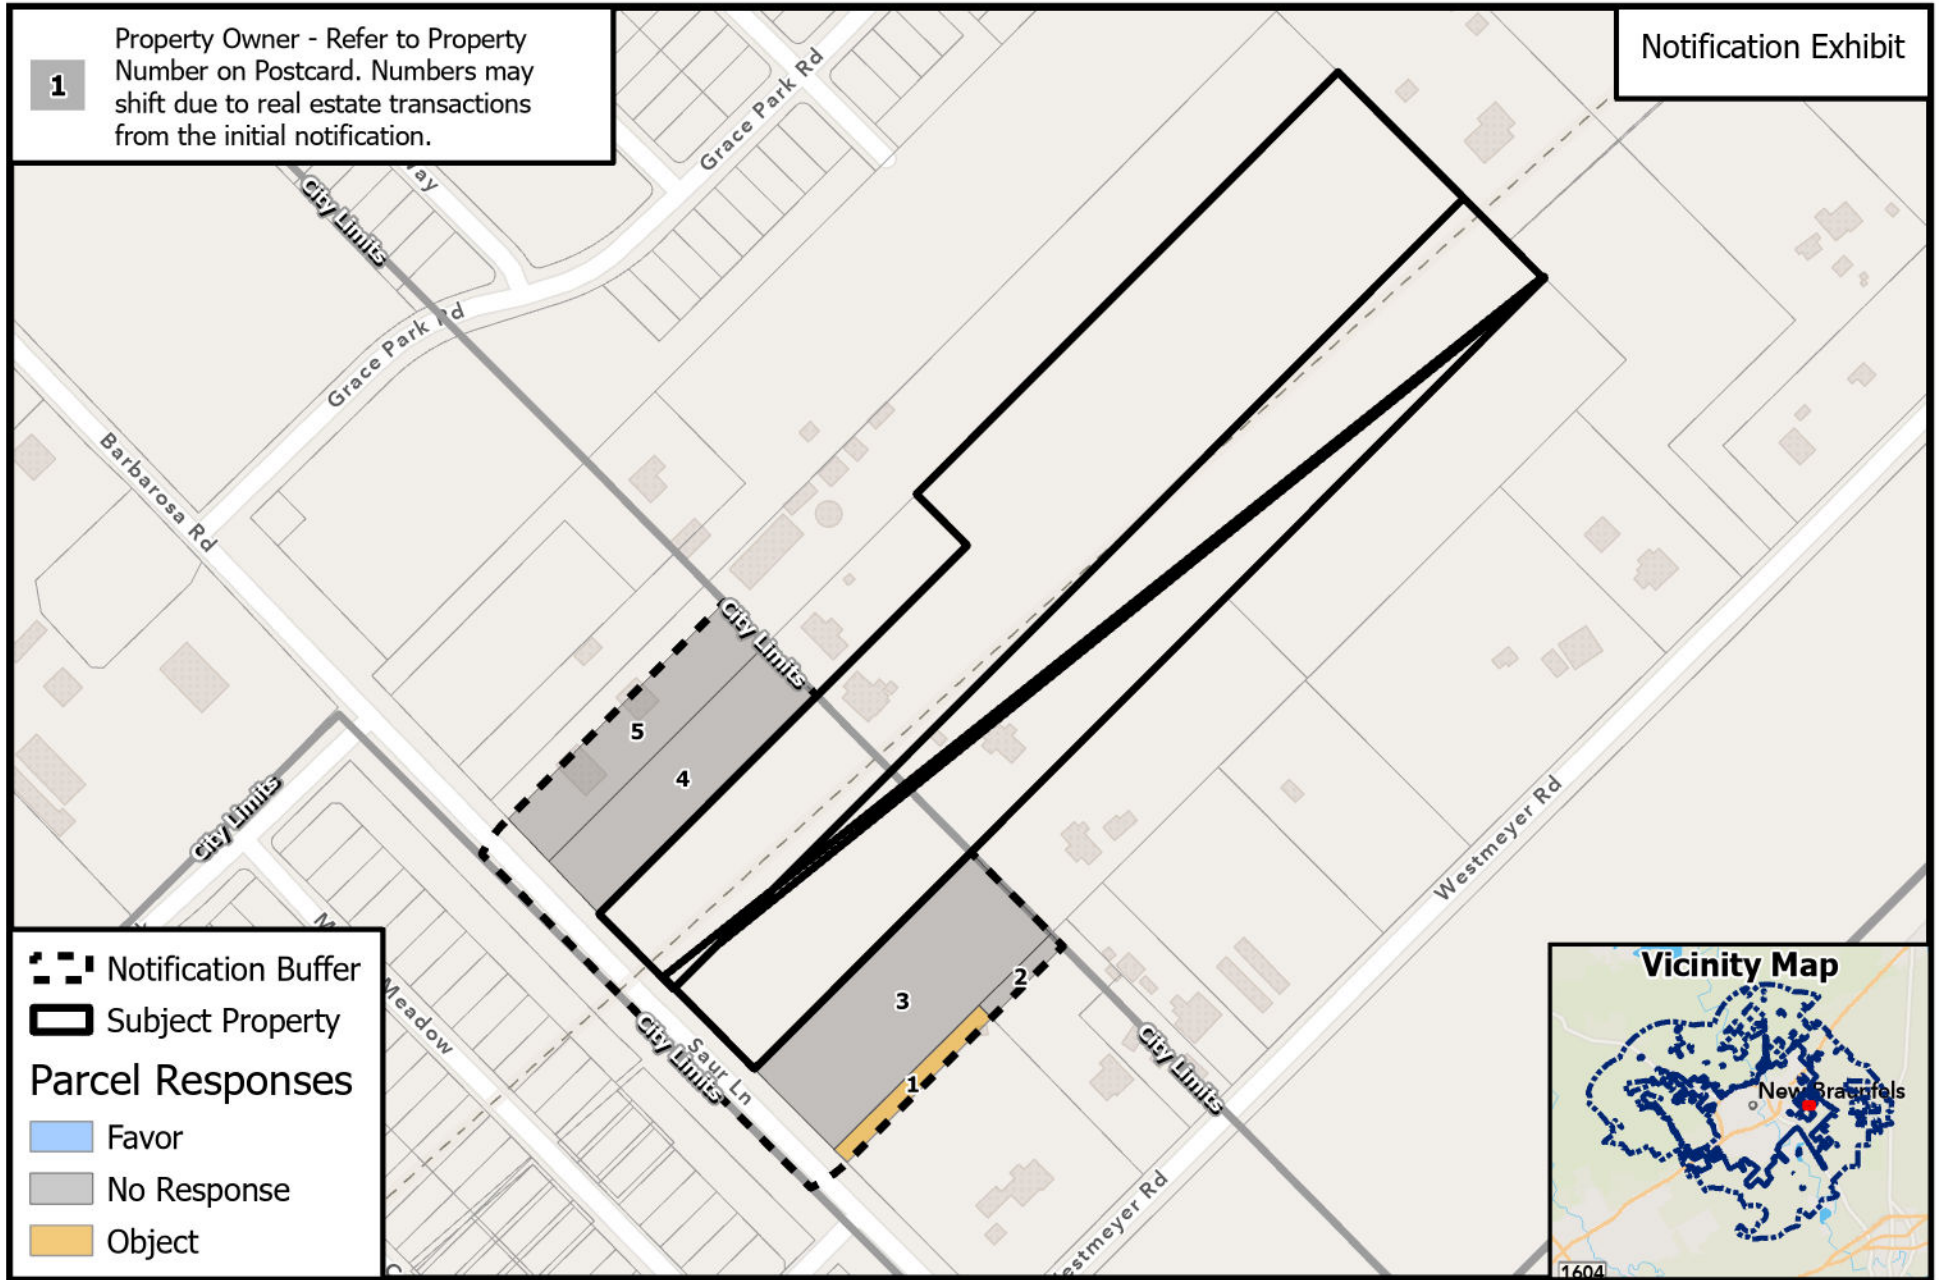 1
Property Owner - Refer to Property
Number on Postcard. Numbers may
shift due to real estate transactions
from the initial notification.
Notification Exhibit
Grace Park Rd
City Limits
Grace Park Rd
Barbarosa Rd
City Limits
5
4
City Limits
Westmeyer Rd
3
2
1
City Limits
Saur Ln
City Limits
Meadow
Notification Buffer
Subject Property
Parcel Responses
Favor
No Response
Object
Vicinity Map
New Braunfels
1604